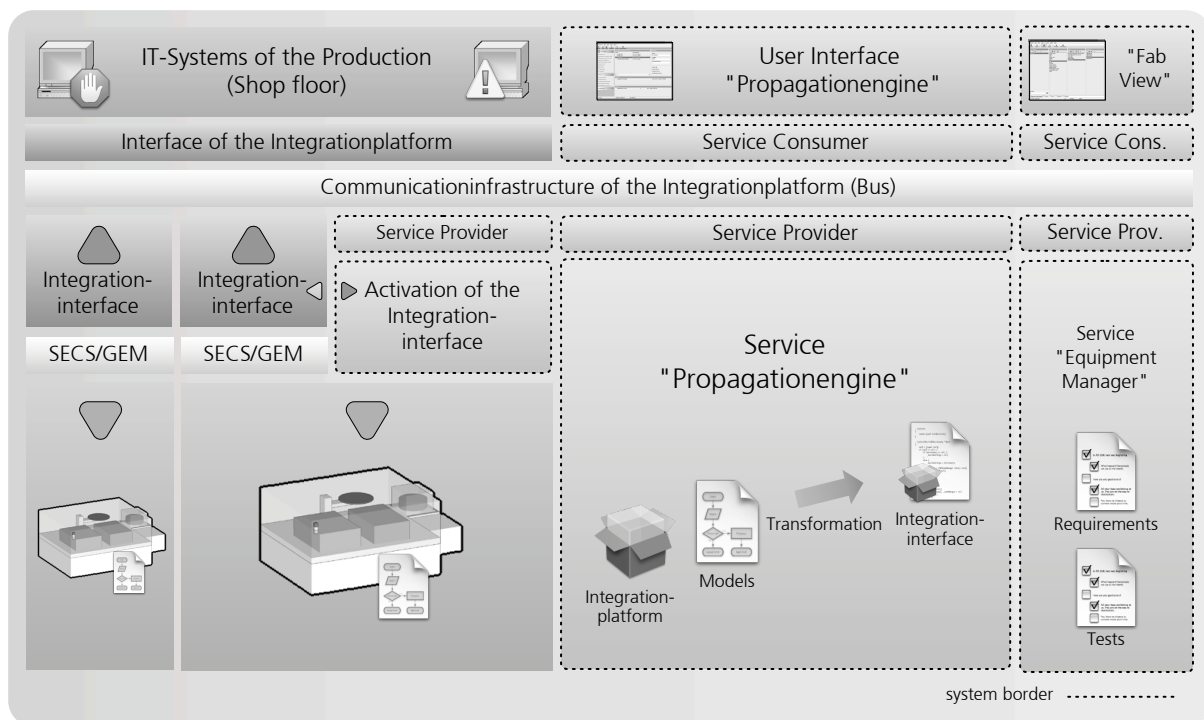 IT-Systems of the Production
(Shop floor)
User Interface
"Propagationengine"
"Fab
View"
Interface of the Integrationplatform
Service Consumer
Service Cons.
Communicationinfrastructure of the Integrationplatform (Bus)
Integration-
interface
Integration-
interface
Service Provider
Service Provider
Service Prov.
Activation of the
Integration-
interface
SECS/GEM
SECS/GEM
Service
"Propagationengine"
Service
"Equipment
Manager"
Integration-
platform
Models
Transformation
Integration-
interface
Requirements
Tests
system border